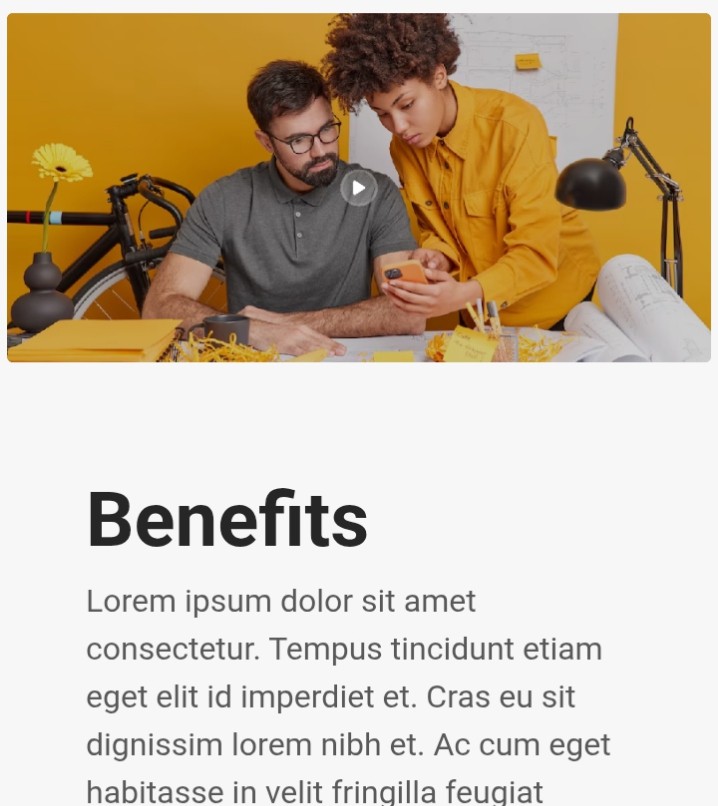 Benefits
Lorem ipsum dolor sit amet
consectetur. Tempus tincidunt etiam
eget elit id imperdiet et. Cras eu sit
dignissim lorem nibh et. Ac cum eget
habitasse in velit fringilla feugiat